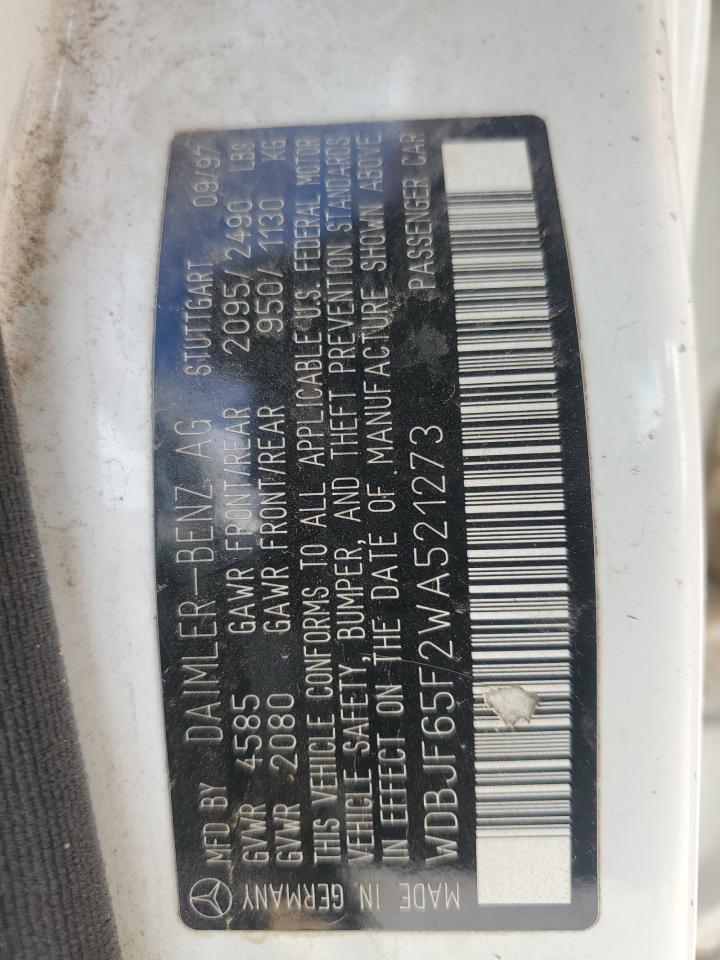 MFD BY DAIMLER-BENZ AG STUTTGART 09/97
GVWR 4585 GAWR FRONT/REAR 2095/2490 LBS
GVWR 2080 GAWR FRONT/REAR 950/1130 KG
THIS VEHICLE CONFORMS TO ALL APPLICABLE U.S. FEDERAL MOTOR
VEHICLE SAFETY, BUMPER, AND THEFT PREVENTION STANDARDS
IN EFFECT ON THE DATE OF MANUFACTURE SHOWN ABOVE
WDBJF65F2WA521273 PASSENGER CAR
MADE IN GERMANY